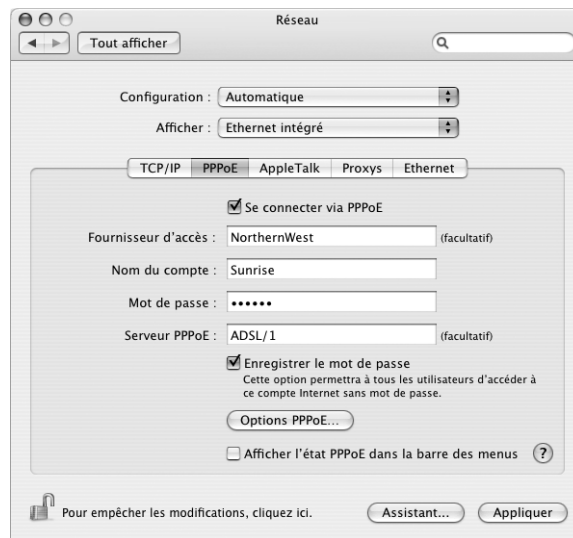 Réseau
Tout afficher
Configuration : Automatique
Afficher : Ethernet intégré
TCP/IP PPPoE AppleTalk Proxys Ethernet
Se connecter via PPPoE
Fournisseur d'accès : NorthernWest (facultatif)
Nom du compte : Sunrise
Mot de passe : ••••••
Serveur PPPoE : ADSL/1 (facultatif)
Enregistrer le mot de passe
Cette option permettra à tous les utilisateurs d'accéder à
ce compte Internet sans mot de passe.
Options PPPoE...
Afficher l'état PPPoE dans la barre des menus ?
Pour empêcher les modifications, cliquez ici. Assistant... Appliquer